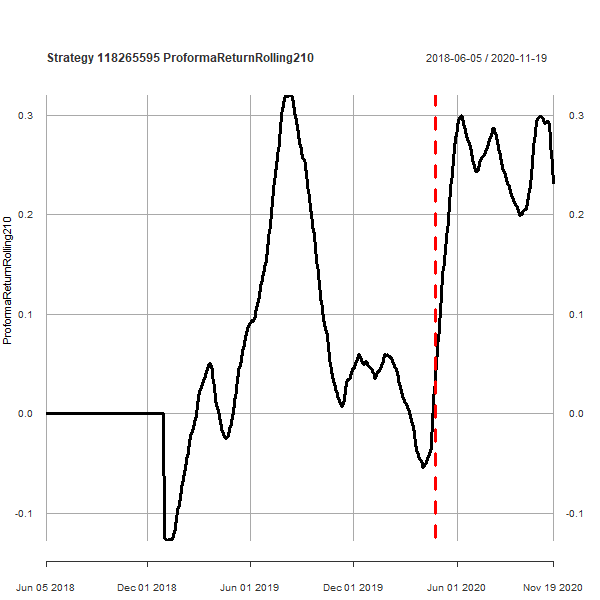 Strategy 118265595 ProformaReturnRolling210
2018-06-05 / 2020-11-19
ProformaReturnRolling210
0.3
0.2
0.1
0.0
-0.1
0.3
0.2
0.1
0.0
-0.1
Jun 05 2018
Dec 01 2018
Jun 01 2019
Dec 01 2019
Jun 01 2020
Nov 19 2020